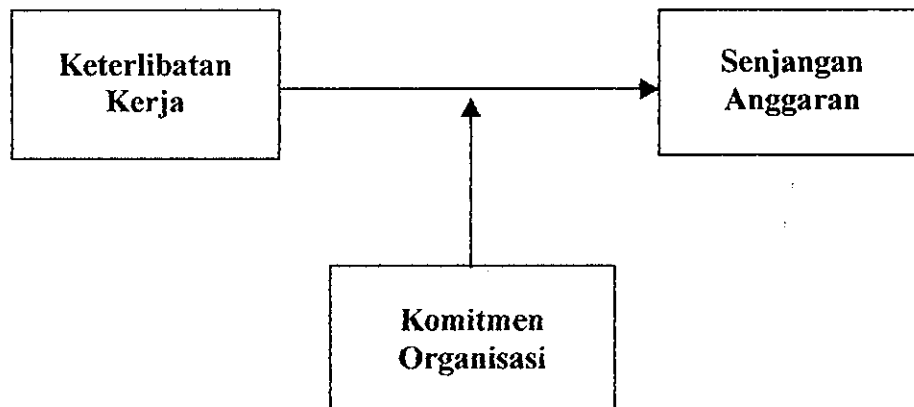 Keterlibatan
Kerja
Senjangan
Anggaran
Komitmen
Organisasi